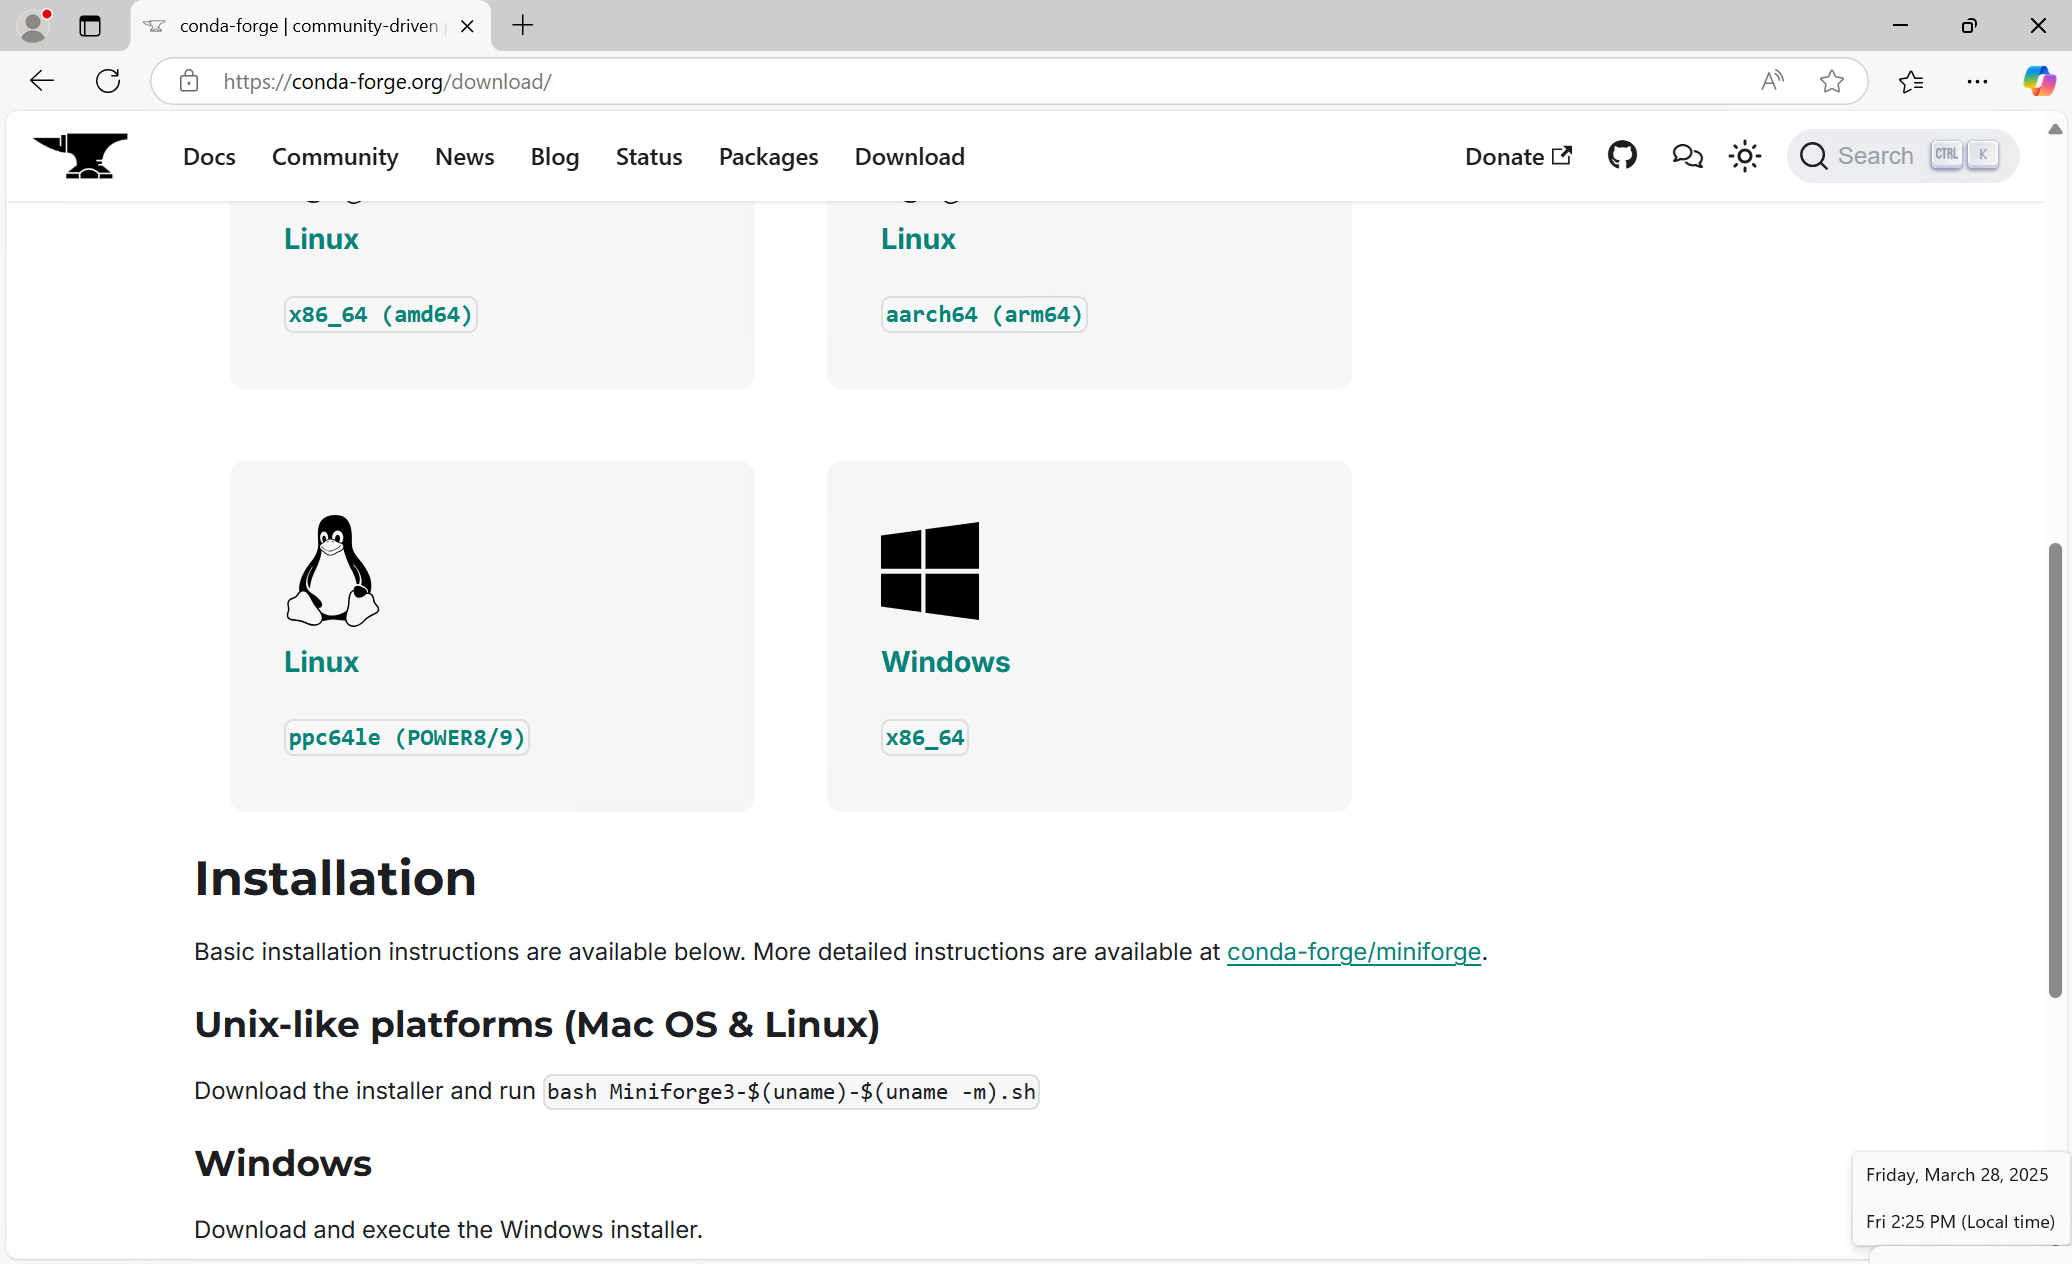 conda-forge | community-driven
https://conda-forge.org/download/
Docs Community News Blog Status Packages Download Donate Search CTRL K
Linux
x86_64 (amd64)
Linux
aarch64 (arm64)
Linux
ppc64le (POWER8/9)
Windows
x86_64
Installation
Basic installation instructions are available below. More detailed instructions are available at conda-forge/miniforge.
Unix-like platforms (Mac OS & Linux)
Download the installer and run bash Miniforge3-$(uname)-$(uname -m).sh
Windows
Download and execute the Windows installer.
Friday, March 28, 2025
Fri 2:25 PM (Local time)